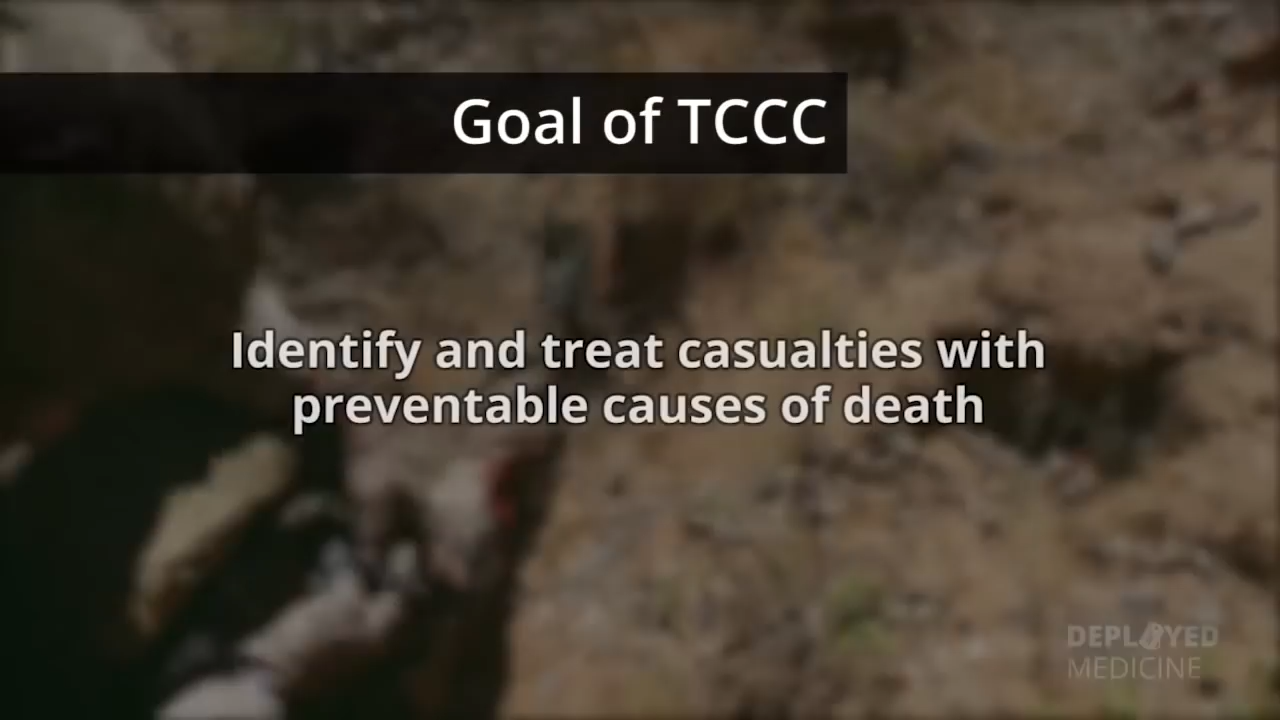 Goal of TCCC
Identify and treat casualties with
preventable causes of death
DEPLOYED
MEDICINE